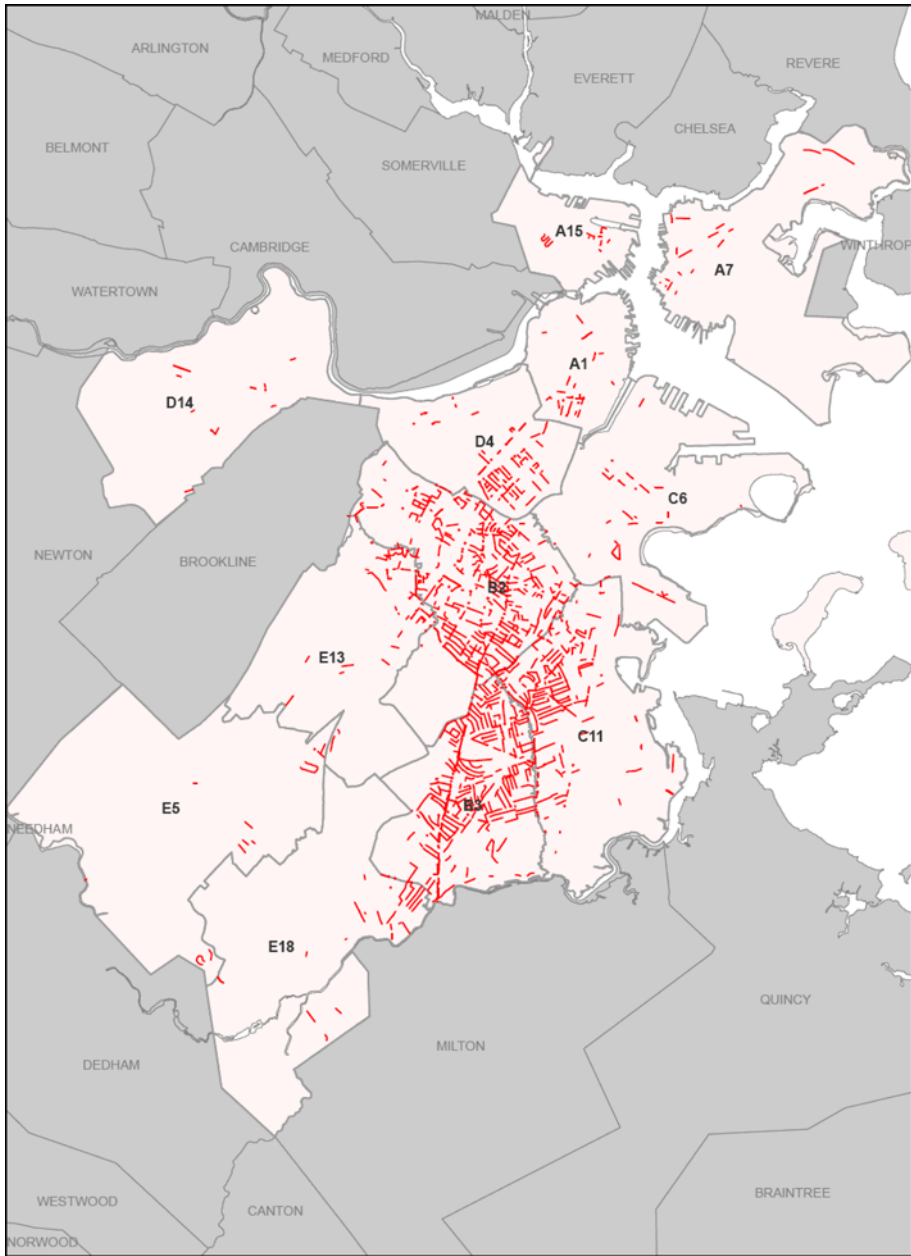 MALDEN
ARLINGTON
MEDFORD
REVERE
EVERETT
CHELSEA
BELMONT
SOMERVILLE
A15
CAMBRIDGE
WINTHROP
A7
WATERTOWN
A1
D14
D4
C6
NEWTON
BROOKLINE
B2
E13
C11
E5
B3
NEEDHAM
E18
QUINCY
MILTON
DEDHAM
BRAINTREE
WESTWOOD
CANTON
NORWOOD